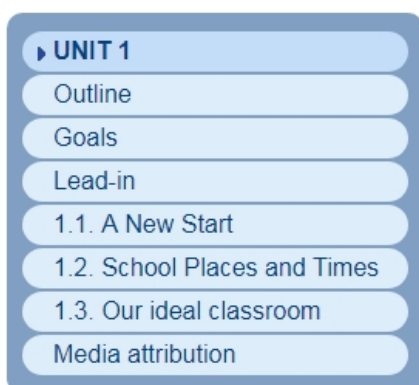 UNIT 1
Outline
Goals
Lead-in
1.1. A New Start
1.2. School Places and Times
1.3. Our ideal classroom
Media attribution